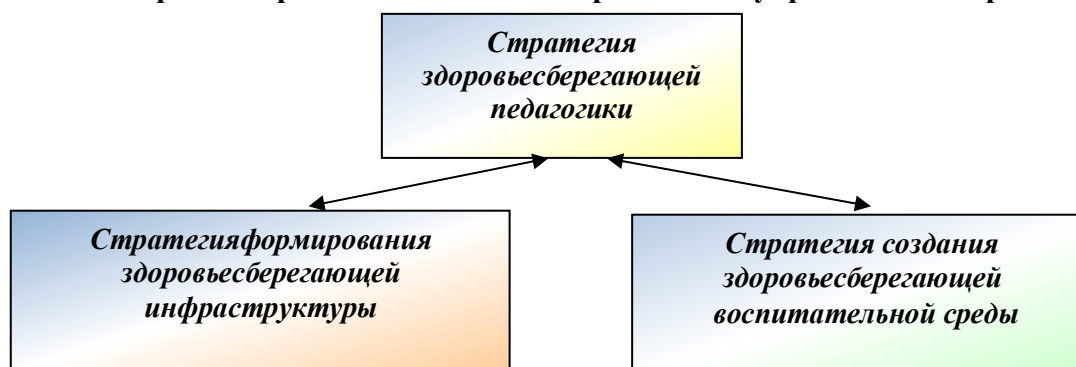 Стратегия
здоровьесберегающей
педагогики
Стратегияформирования
здоровьесберегающей
инфраструктуры
Стратегия создания
здоровьесберегающей
воспитательной среды